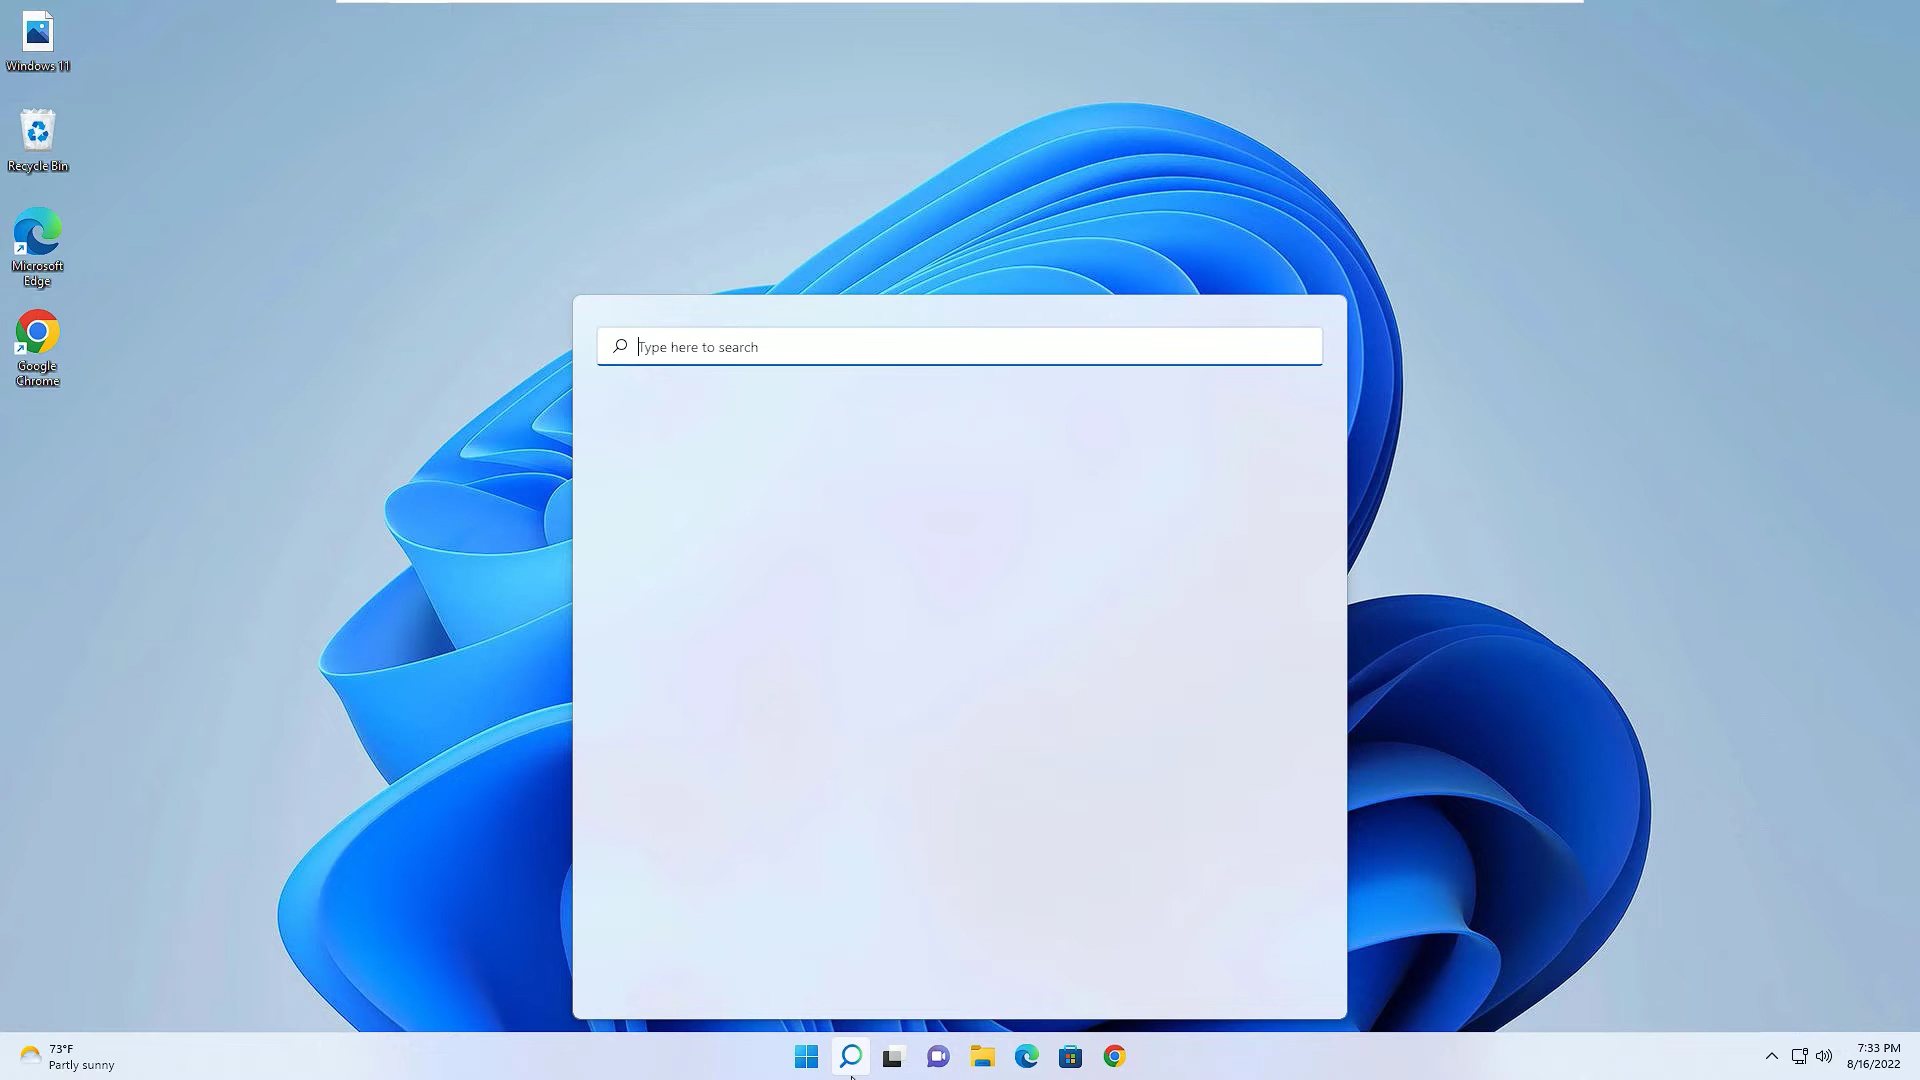 Windows 11
Recycle Bin
Microsoft
Edge
Google
Chrome
Type here to search
73°F
Partly sunny
7:33 PM
8/16/2022